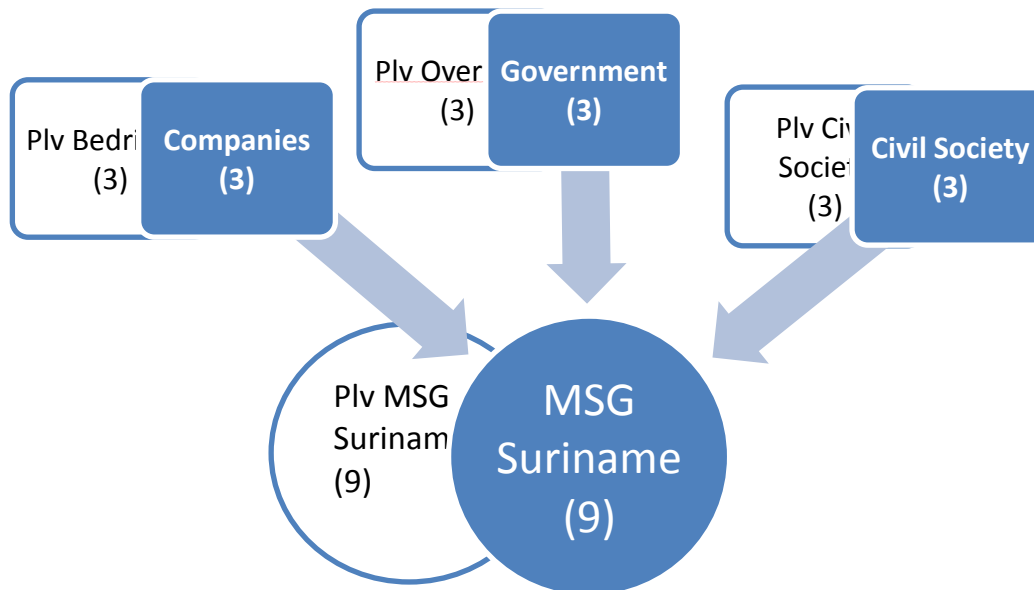 Plv Over
(3)
Government
(3)
Plv Bedri
(3)
Companies
(3)
Plv Civ
Societ
(3)
Civil Society
(3)
Plv MSG
Surinam
(9)
MSG
Suriname
(9)